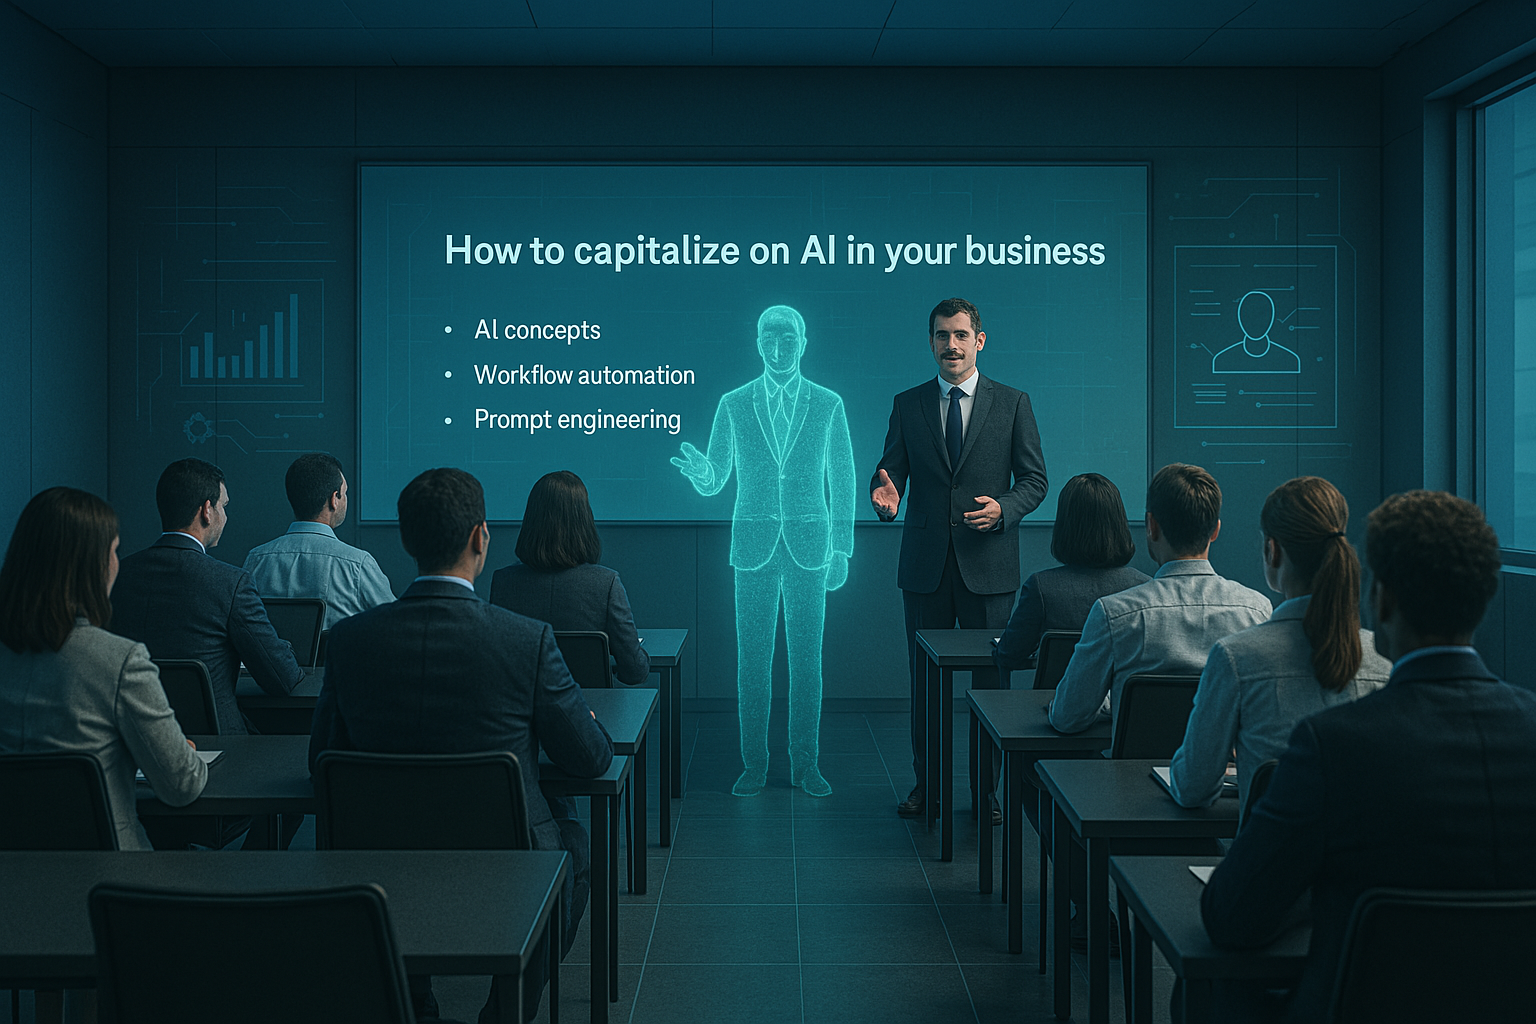 How to capitalize on AI in your business
• AI concepts
• Workflow automation
• Prompt engineering